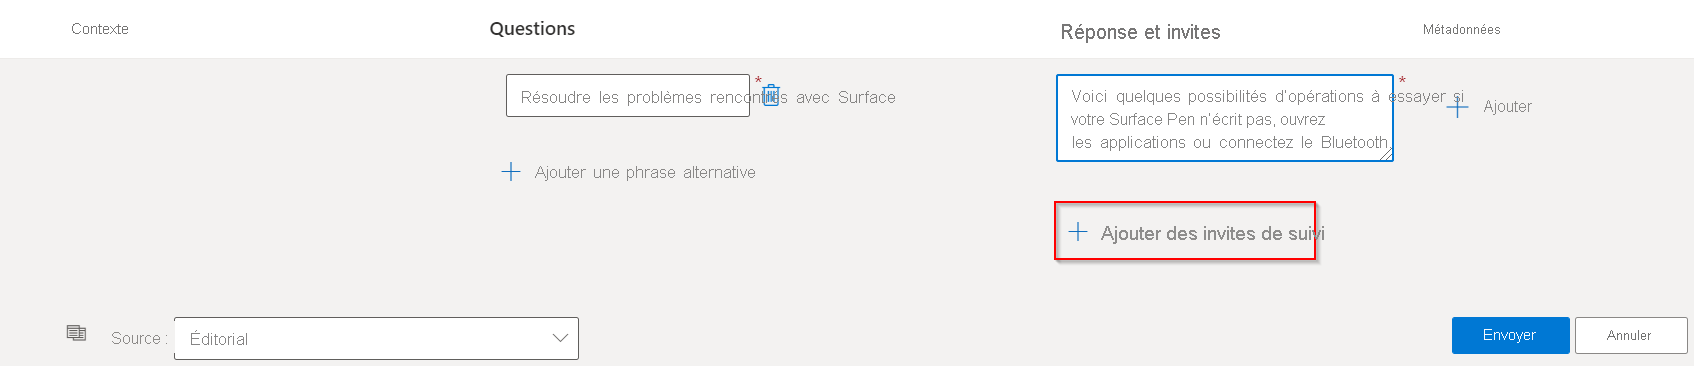 Contexte
Questions
Réponse et invites
Métadonnées
Résoudre les problèmes rencontrés avec Surface
*
Voici quelques possibilités d'opérations à essayer si
votre Surface Pen n'écrit pas, ouvrez
les applications ou connectez le Bluetooth.
*
Ajouter
Ajouter une phrase alternative
Ajouter des invites de suivi
Source :
Éditorial
Envoyer
Annuler